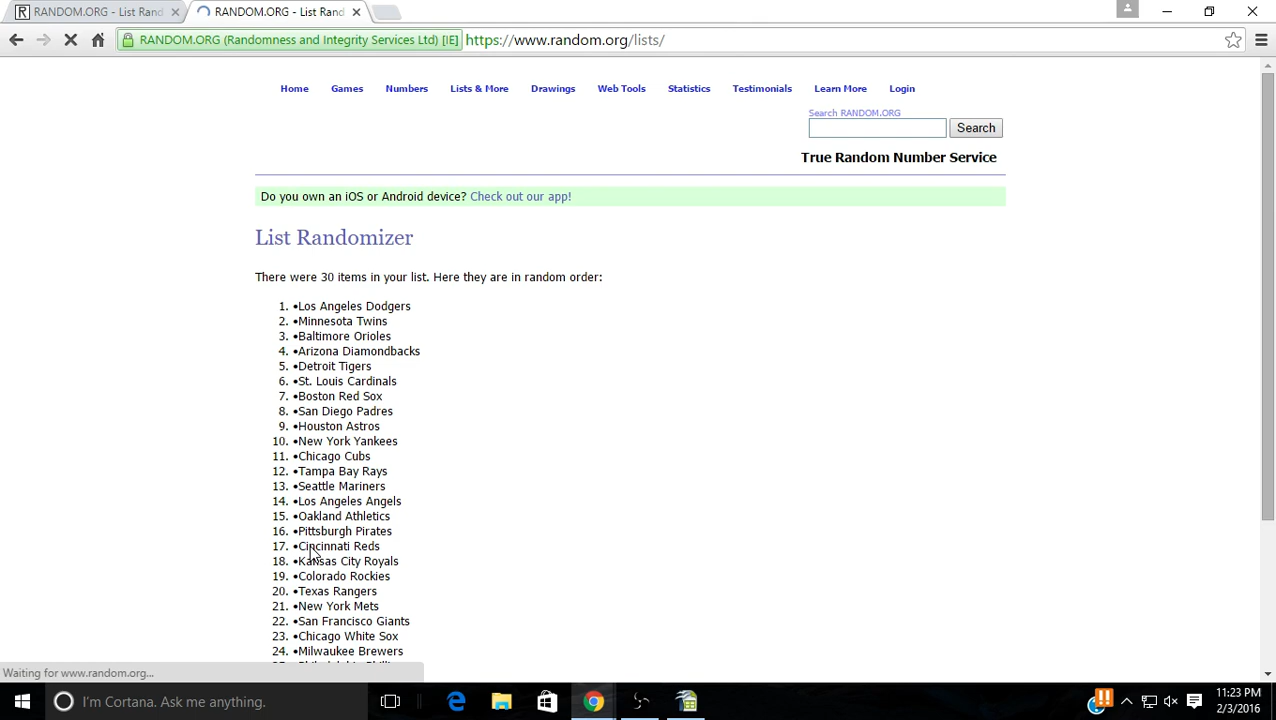 RANDOM.ORG - List Rand
RANDOM.ORG - List Rand
RANDOM.ORG (Randomness and Integrity Services Ltd) [IE]
https://www.random.org/lists/
Home Games Numbers Lists & More Drawings Web Tools Statistics Testimonials Learn More Login
Search RANDOM.ORG
Search
True Random Number Service
Do you own an iOS or Android device? Check out our app!
List Randomizer
There were 30 items in your list. Here they are in random order:
1. •Los Angeles Dodgers
2. •Minnesota Twins
3. •Baltimore Orioles
4. •Arizona Diamondbacks
5. •Detroit Tigers
6. •St. Louis Cardinals
7. •Boston Red Sox
8. •San Diego Padres
9. •Houston Astros
10. •New York Yankees
11. •Chicago Cubs
12. •Tampa Bay Rays
13. •Seattle Mariners
14. •Los Angeles Angels
15. •Oakland Athletics
16. •Pittsburgh Pirates
17. •Cincinnati Reds
18. •Kansas City Royals
19. •Colorado Rockies
20. •Texas Rangers
21. •New York Mets
22. •San Francisco Giants
23. •Chicago White Sox
24. •Milwaukee Brewers
Waiting for www.random.org...
I'm Cortana. Ask me anything.
11:23 PM
2/3/2016